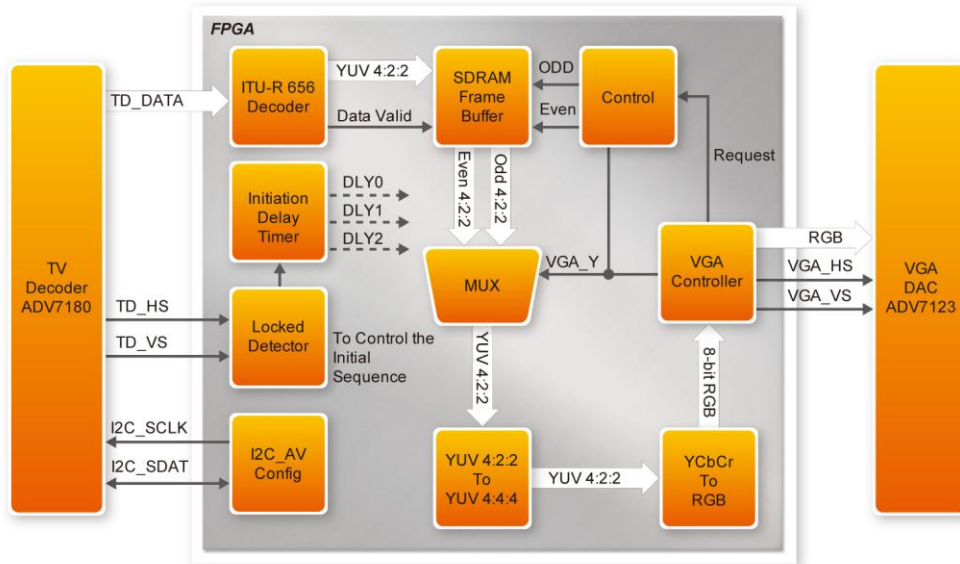 FPGA
TV
Decoder
ADV7180
TD_DATA
ITU-R 656
Decoder
YUV 4:2:2
Data Valid
SDRAM
Frame
Buffer
ODD
Even
Control
Request
Initiation
Delay
Timer
DLY0
DLY1
DLY2
Even 4:2:2
Odd 4:2:2
MUX
VGA_Y
VGA
Controller
RGB
VGA_HS
VGA_VS
VGA
DAC
ADV7123
TD_HS
TD_VS
Locked
Detector
To Control the
Initial
Sequence
YUV 4:2:2
8-bit RGB
I2C_SCLK
I2C_SDAT
I2C_AV
Config
YUV 4:2:2
To
YUV 4:4:4
YUV 4:2:2
YCbCr
To
RGB